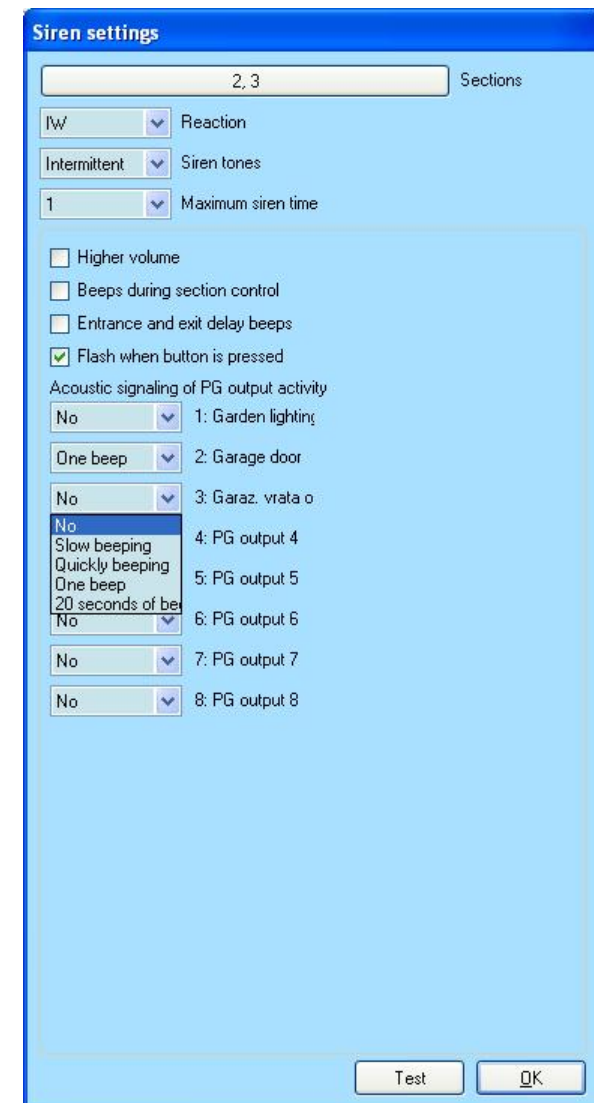 Siren settings
2, 3 Sections
IW Reaction
Intermittent Siren tones
1 Maximum siren time
Higher volume
Beeps during section control
Entrance and exit delay beeps
Flash when button is pressed
Acoustic signaling of PG output activity
No 1: Garden lighting
One beep 2: Garage door
No 3: Garaz. vrata o
No
Slow beeping 4: PG output 4
Quickly beeping
One beep 5: PG output 5
20 seconds of bee
No 6: PG output 6
No 7: PG output 7
No 8: PG output 8
Test OK